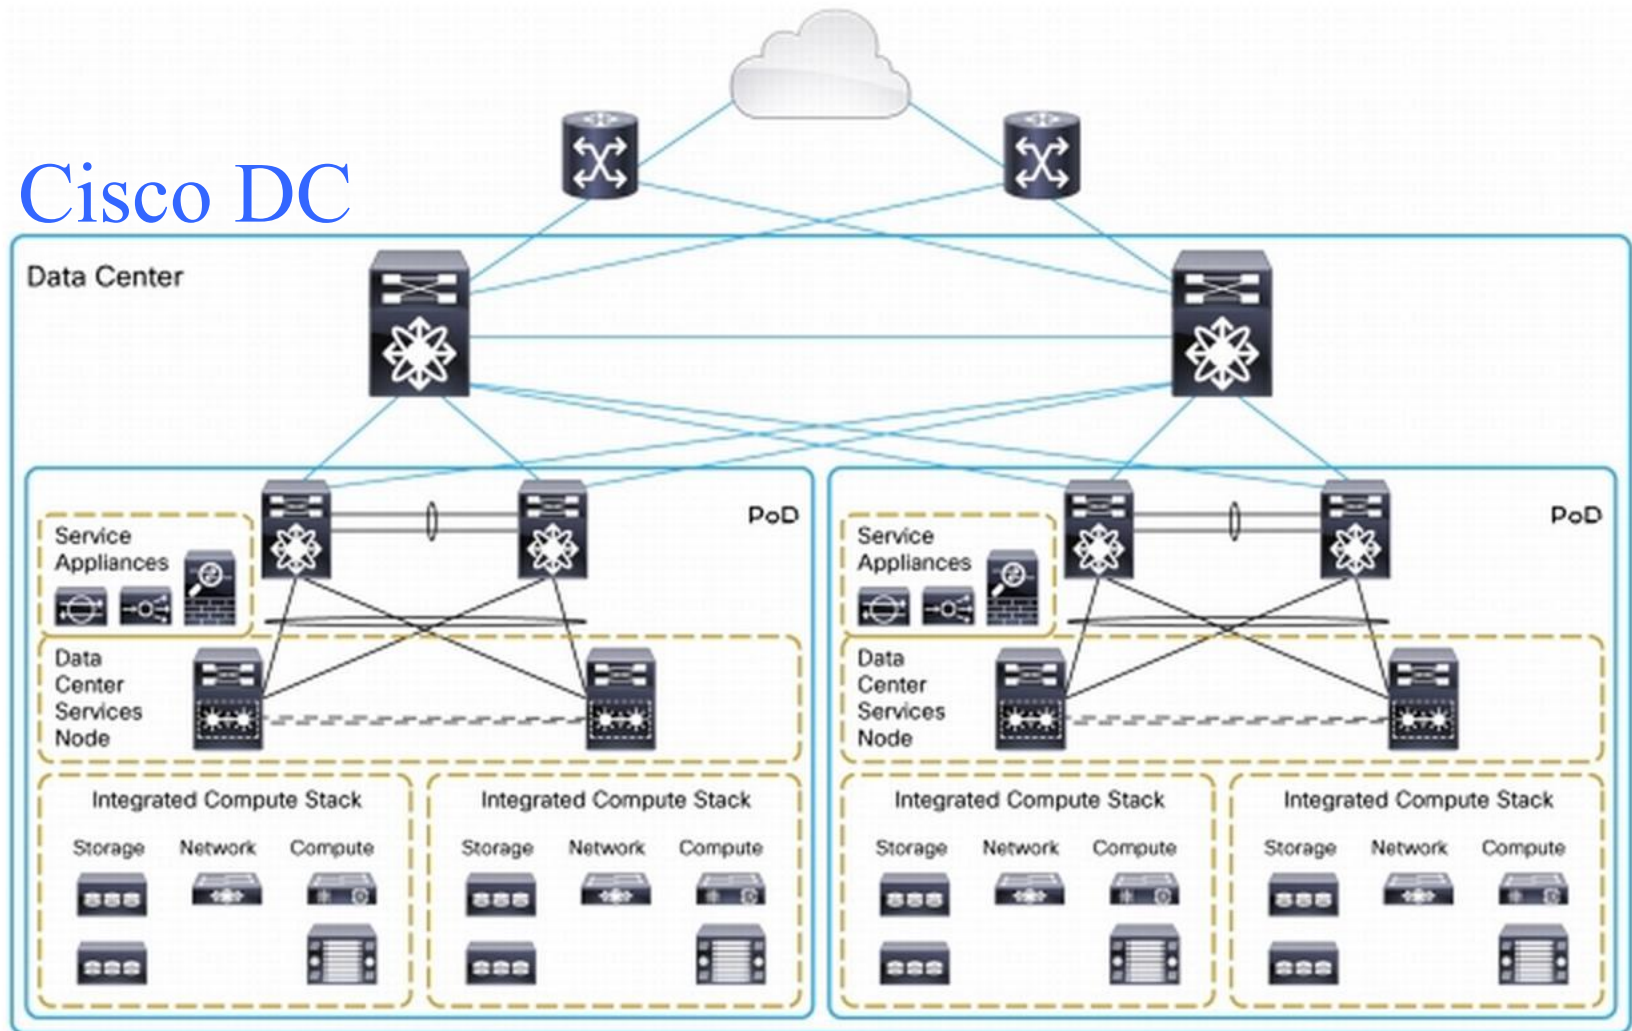 Cisco DC
Data Center
PoD
Service
Appliances
Data
Center
Services
Node
Integrated Compute Stack
Storage Network Compute
Integrated Compute Stack
Storage Network Compute
PoD
Service
Appliances
Data
Center
Services
Node
Integrated Compute Stack
Storage Network Compute
Integrated Compute Stack
Storage Network Compute